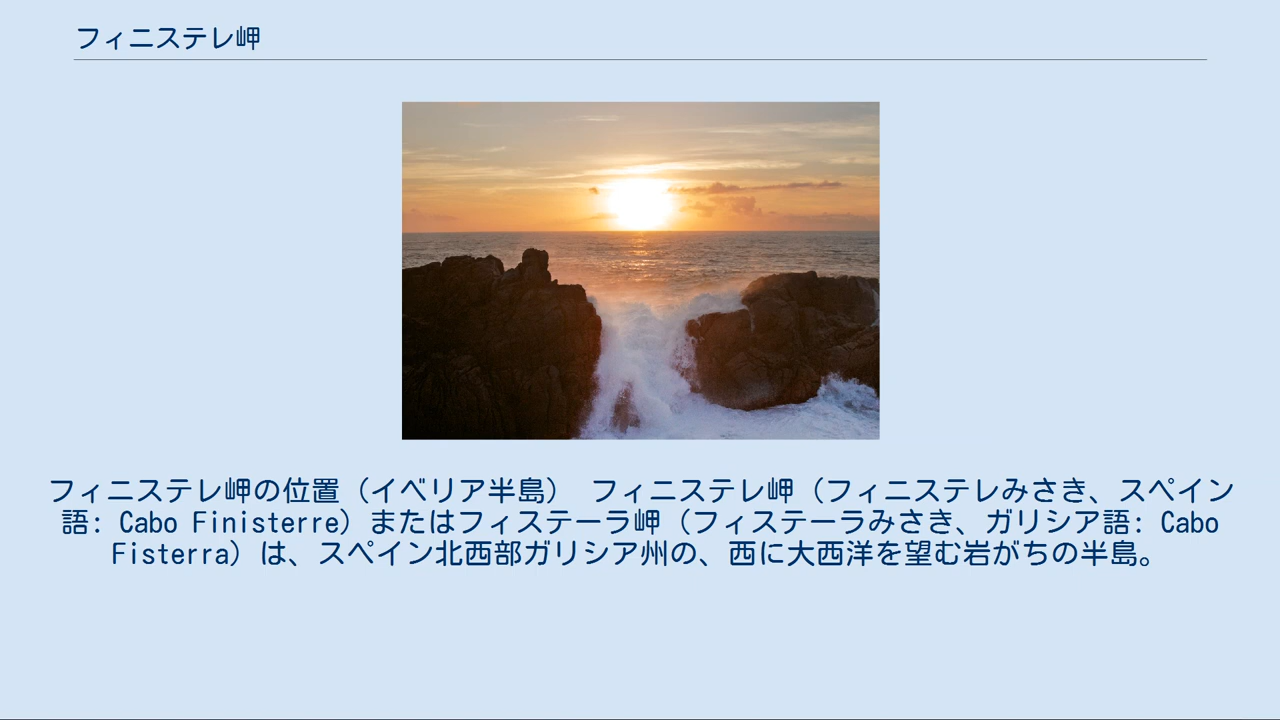 フィニステレ岬
フィニステレ岬の位置（イベリア半島） フィニステレ岬（フィニステレみさき、スペイン
語: Cabo Finisterre）またはフィステーラ岬（フィステーラみさき、ガリシア語: Cabo
Fisterra）は、スペイン北西部ガリシア州の、西に大西洋を望む岩がちの半島。